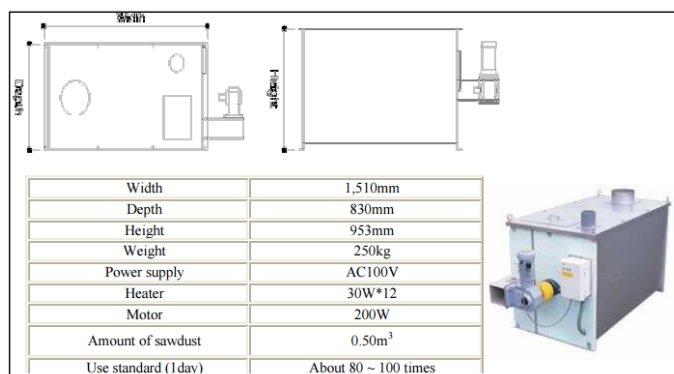 Width
Depth
Height
Width 1,510mm
Depth 830mm
Height 953mm
Weight 250kg
Power supply AC100V
Heater 30W*12
Motor 200W
Amount of sawdust 0.50m³
Use standard (1day) About 80 ~ 100 times